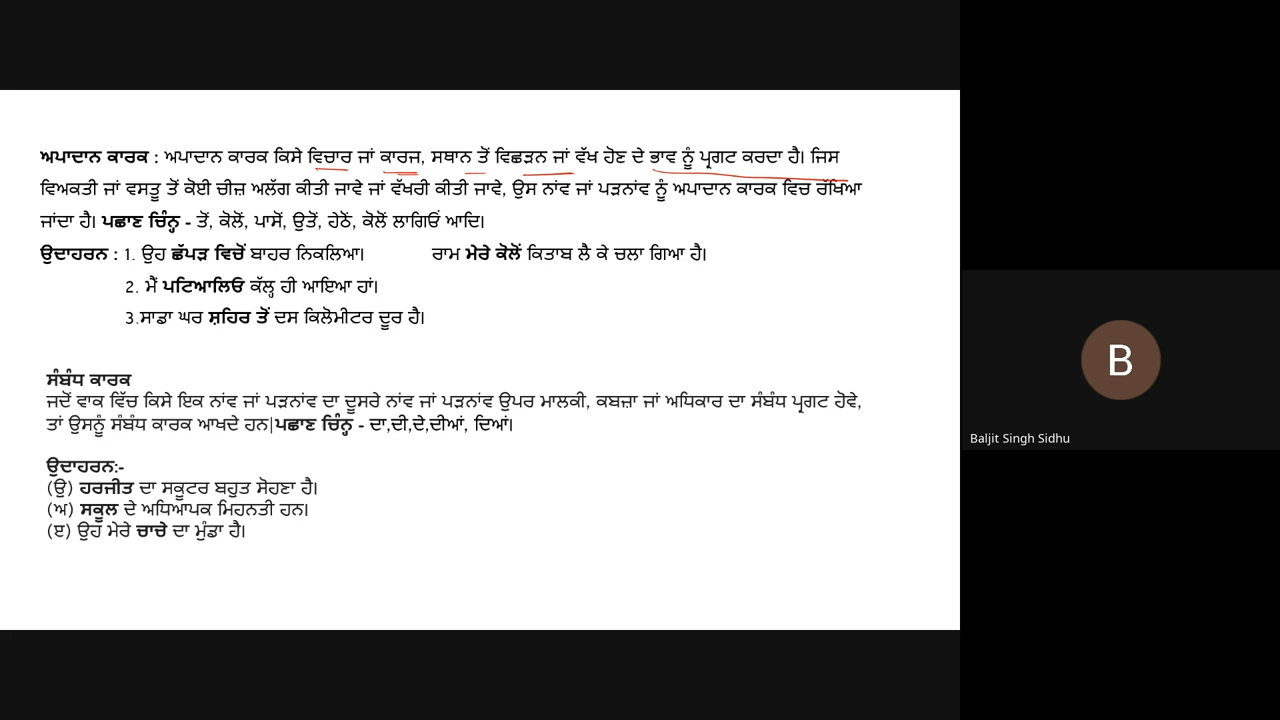 ਅਪਾਦਾਨ ਕਾਰਕ : ਅਪਾਦਾਨ ਕਾਰਕ ਕਿਸੇ ਵਿਚਾਰ ਜਾਂ ਕਾਰਜ, ਸਥਾਨ ਤੋਂ ਵਿਛੜਨ ਜਾਂ ਵੱਖ ਹੋਣ ਦੇ ਭਾਵ ਨੂੰ ਪ੍ਰਗਟ ਕਰਦਾ ਹੈ। ਜਿਸ
ਵਿਅਕਤੀ ਜਾਂ ਵਸਤੂ ਤੋਂ ਕੋਈ ਚੀਜ਼ ਅਲੱਗ ਕੀਤੀ ਜਾਵੇ ਜਾਂ ਵੱਖਰੀ ਕੀਤੀ ਜਾਵੇ, ਉਸ ਨਾਂਵ ਜਾਂ ਪੜਨਾਂਵ ਨੂੰ ਅਪਾਦਾਨ ਕਾਰਕ ਵਿਚ ਰੱਖਿਆ
ਜਾਂਦਾ ਹੈ। ਪਛਾਣ ਚਿੰਨ੍ਹ - ਤੋਂ, ਕੋਲੋਂ, ਪਾਸੋਂ, ਉਤੋਂ, ਹੇਠੋਂ, ਕੋਲੋਂ ਲਾਗਿਓਂ ਆਦਿ।
ਉਦਾਹਰਨ : 1. ਉਹ ਛੱਪੜ ਵਿਚੋਂ ਬਾਹਰ ਨਿਕਲਿਆ। ਰਾਮ ਮੇਰੇ ਕੋਲੋਂ ਕਿਤਾਬ ਲੈ ਕੇ ਚਲਾ ਗਿਆ ਹੈ।
2. ਮੈਂ ਪਟਿਆਲਿਓ ਕੱਲ੍ਹ ਹੀ ਆਇਆ ਹਾਂ।
3.ਸਾਡਾ ਘਰ ਸ਼ਹਿਰ ਤੋਂ ਦਸ ਕਿਲੋਮੀਟਰ ਦੂਰ ਹੈ।
ਸੰਬੰਧ ਕਾਰਕ
ਜਦੋਂ ਵਾਕ ਵਿੱਚ ਕਿਸੇ ਇਕ ਨਾਂਵ ਜਾਂ ਪੜਨਾਂਵ ਦਾ ਦੂਸਰੇ ਨਾਂਵ ਜਾਂ ਪੜਨਾਂਵ ਉਪਰ ਮਾਲਕੀ, ਕਬਜ਼ਾ ਜਾਂ ਅਧਿਕਾਰ ਦਾ ਸੰਬੰਧ ਪ੍ਰਗਟ ਹੋਵੇ,
ਤਾਂ ਉਸਨੂੰ ਸੰਬੰਧ ਕਾਰਕ ਆਖਦੇ ਹਨ|ਪਛਾਣ ਚਿੰਨ੍ਹ - ਦਾ,ਦੀ,ਦੇ,ਦੀਆਂ, ਦਿਆਂ।
ਉਦਾਹਰਨ:-
(ੳ) ਹਰਜੀਤ ਦਾ ਸਕੂਟਰ ਬਹੁਤ ਸੋਹਣਾ ਹੈ।
(ਅ) ਸਕੂਲ ਦੇ ਅਧਿਆਪਕ ਮਿਹਨਤੀ ਹਨ।
(ੲ) ਉਹ ਮੇਰੇ ਚਾਚੇ ਦਾ ਮੁੰਡਾ ਹੈ।
B
Baljit Singh Sidhu